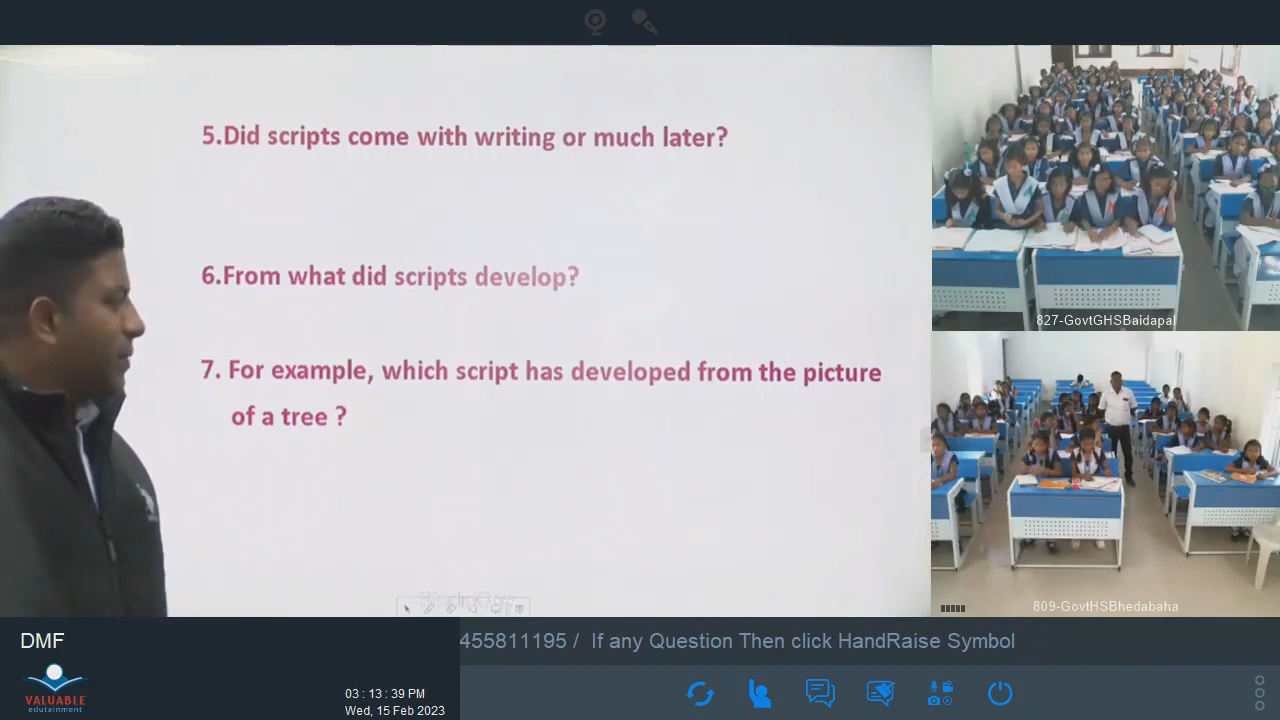 5.Did scripts come with writing or much later?
6.From what did scripts develop?
7. For example, which script has developed from the picture
of a tree ?
827-GovtGHSBaidapal
809-GovtHSBhedabaha
DMF
455811195 / If any Question Then click HandRaise Symbol
VALUABLE
edutainment
03 : 13 : 39 PM
Wed, 15 Feb 2023